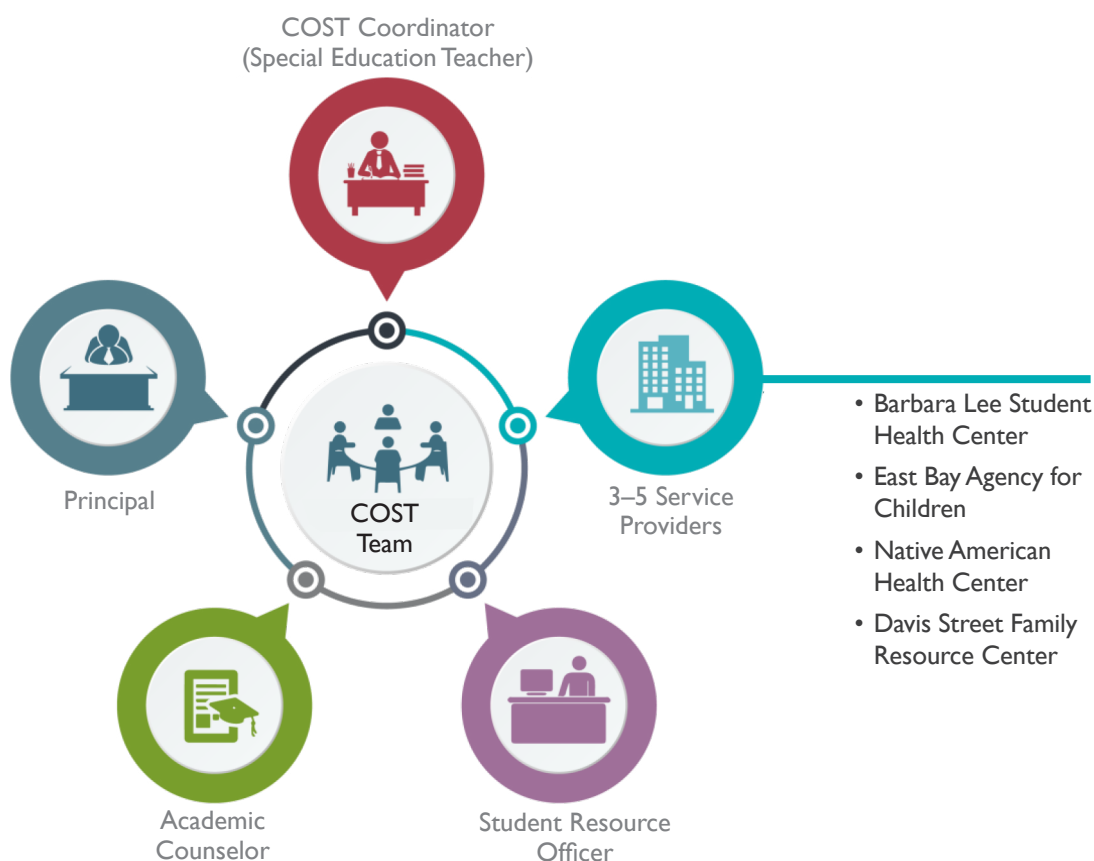 COST Coordinator
(Special Education Teacher)
Principal
COST
Team
3–5 Service
Providers
• Barbara Lee Student
Health Center
• East Bay Agency for
Children
• Native American
Health Center
• Davis Street Family
Resource Center
Academic
Counselor
Student Resource
Officer